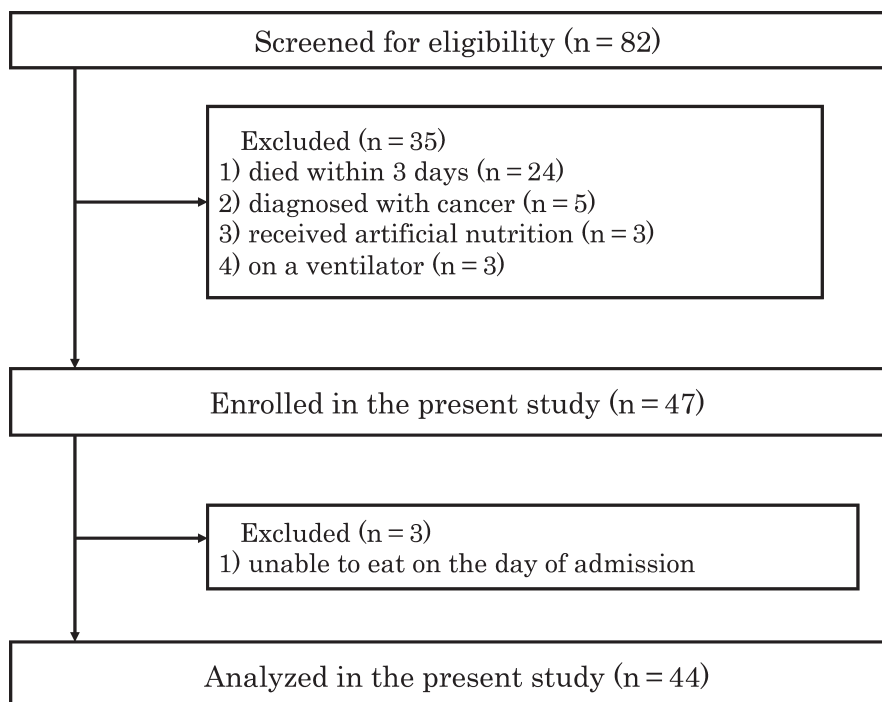 Screened for eligibility (n = 82)
Excluded (n = 35)
1) died within 3 days (n = 24)
2) diagnosed with cancer (n = 5)
3) received artificial nutrition (n = 3)
4) on a ventilator (n = 3)
Enrolled in the present study (n = 47)
Excluded (n = 3)
1) unable to eat on the day of admission
Analyzed in the present study (n = 44)